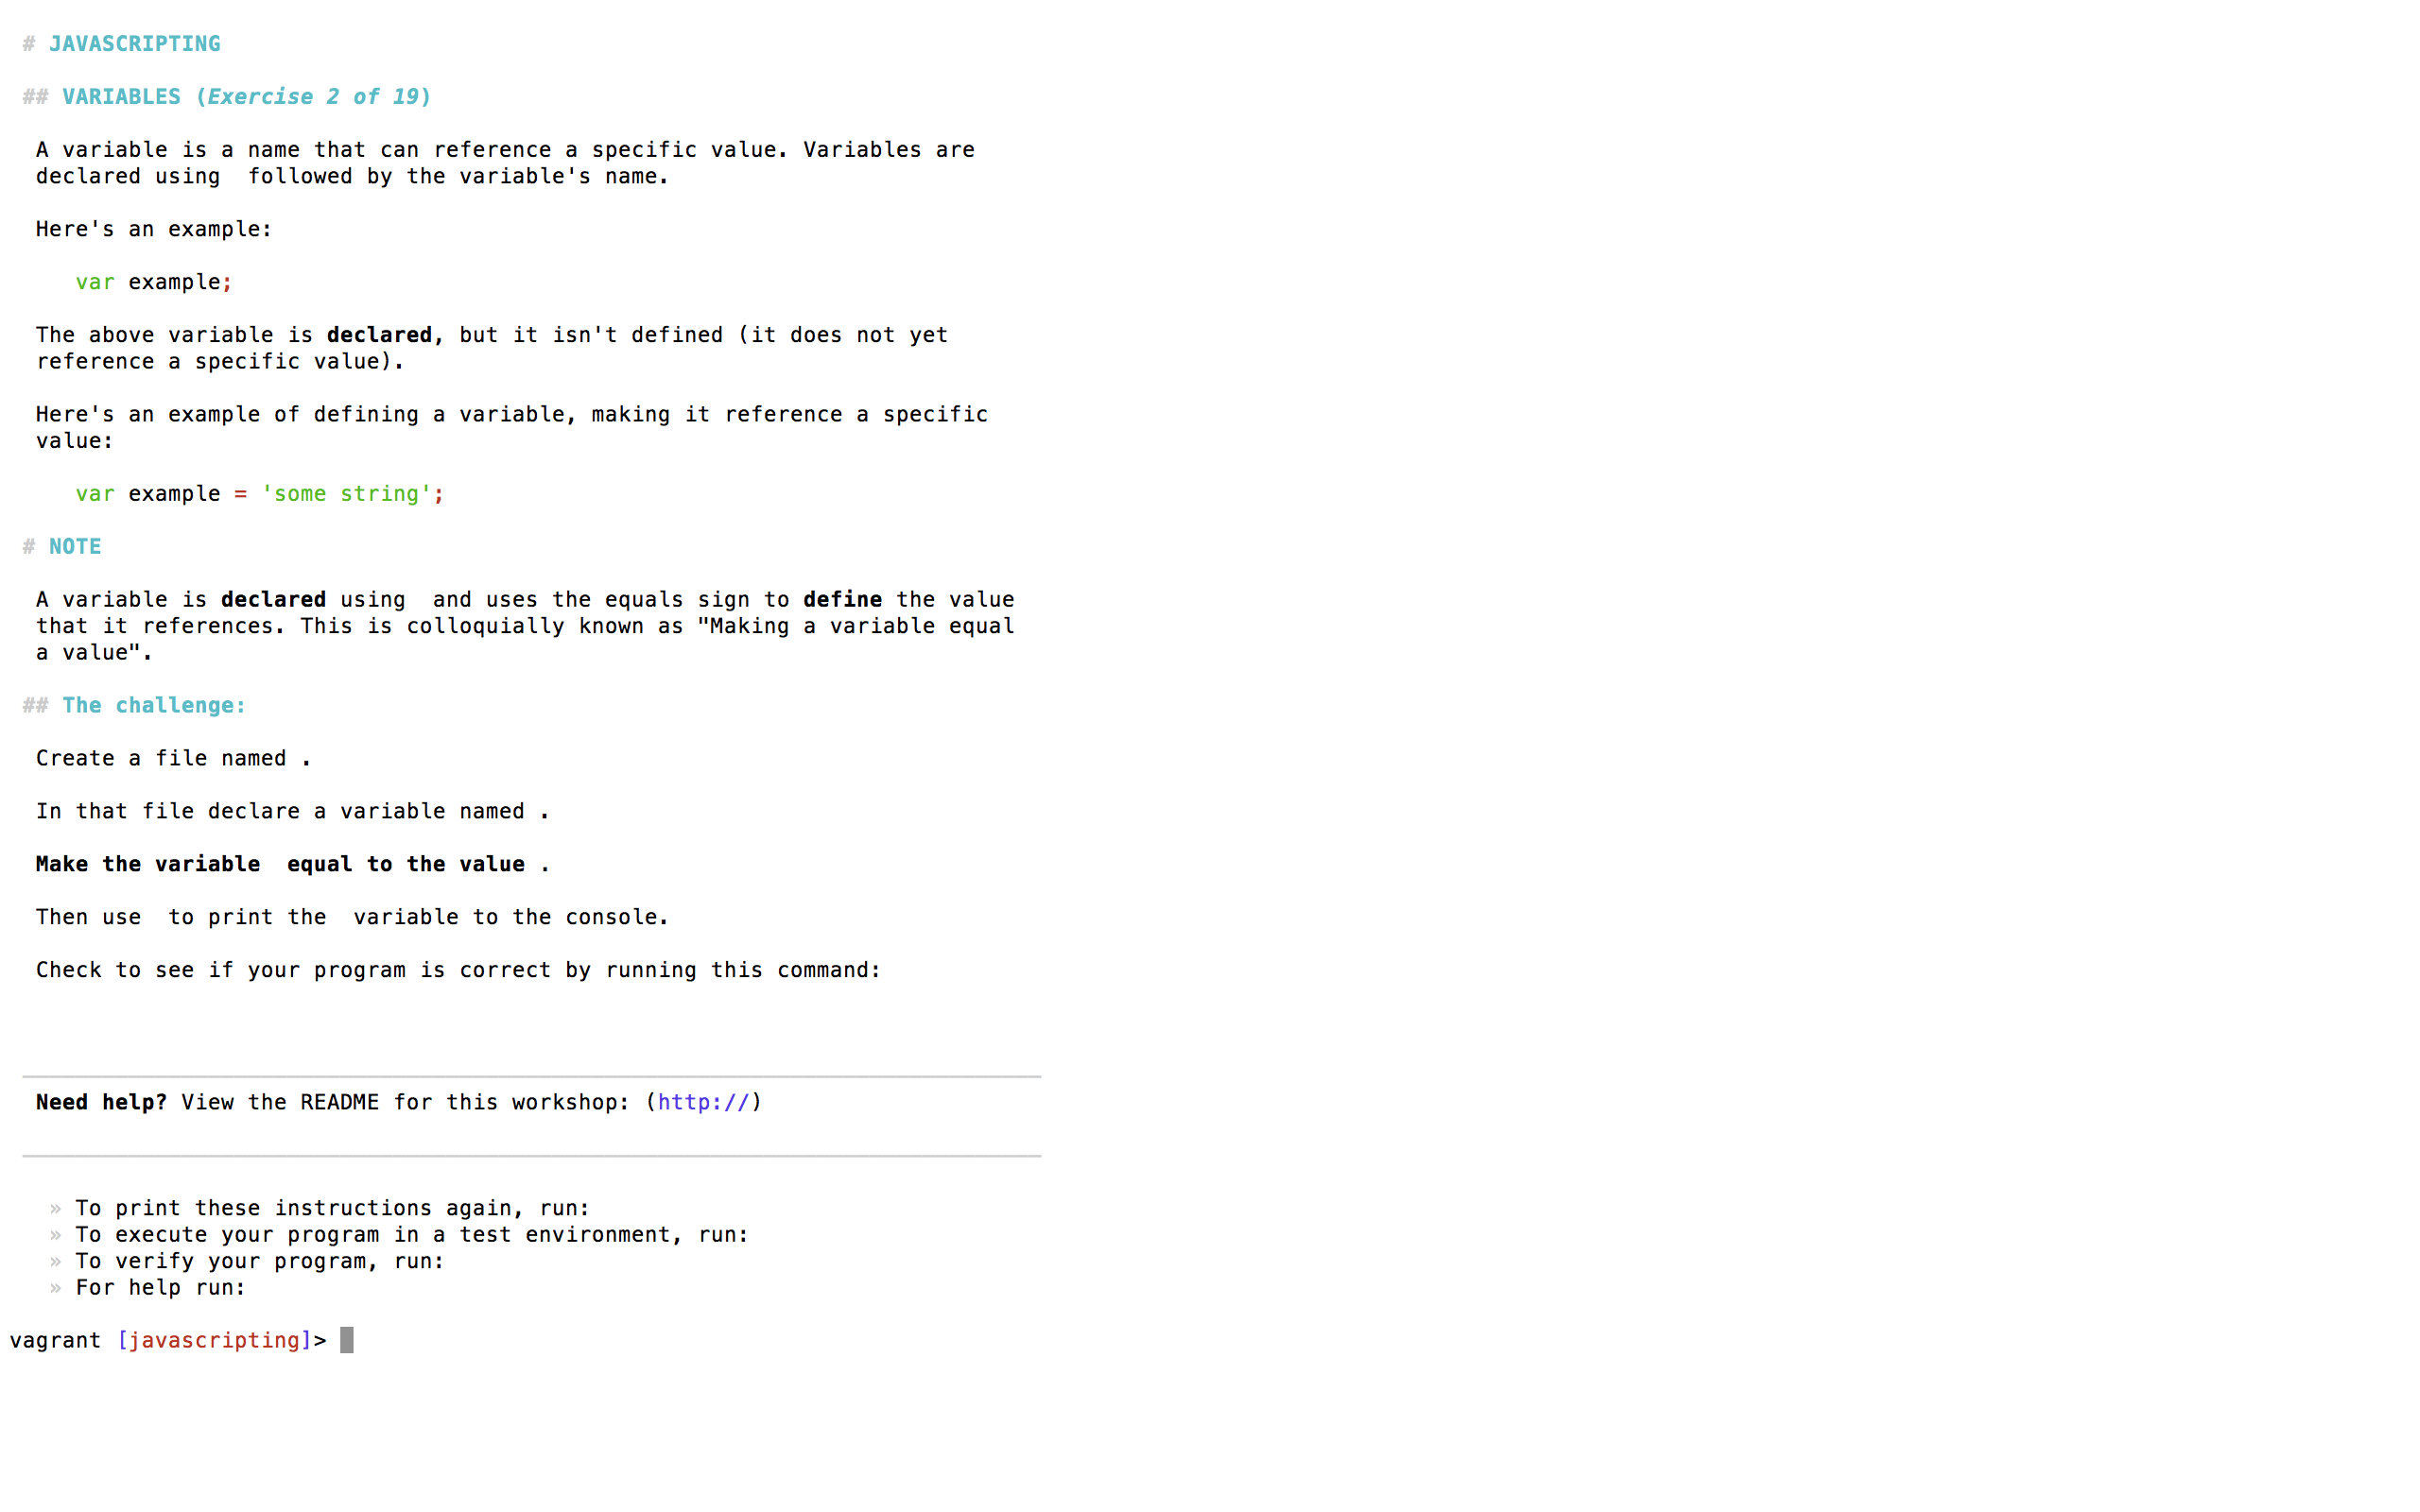 # JAVASCRIPTING
## VARIABLES (Exercise 2 of 19)
A variable is a name that can reference a specific value. Variables are
declared using  followed by the variable's name.
Here's an example:
var example;
The above variable is declared, but it isn't defined (it does not yet
reference a specific value).
Here's an example of defining a variable, making it reference a specific
value:
var example = 'some string';
# NOTE
A variable is declared using  and uses the equals sign to define the value
that it references. This is colloquially known as "Making a variable equal
a value".
## The challenge:
Create a file named .
In that file declare a variable named .
Make the variable  equal to the value .
Then use  to print the  variable to the console.
Check to see if your program is correct by running this command:
Need help? View the README for this workshop: (http://)
» To print these instructions again, run:
» To execute your program in a test environment, run:
» To verify your program, run:
» For help run:
vagrant [javascripting]>